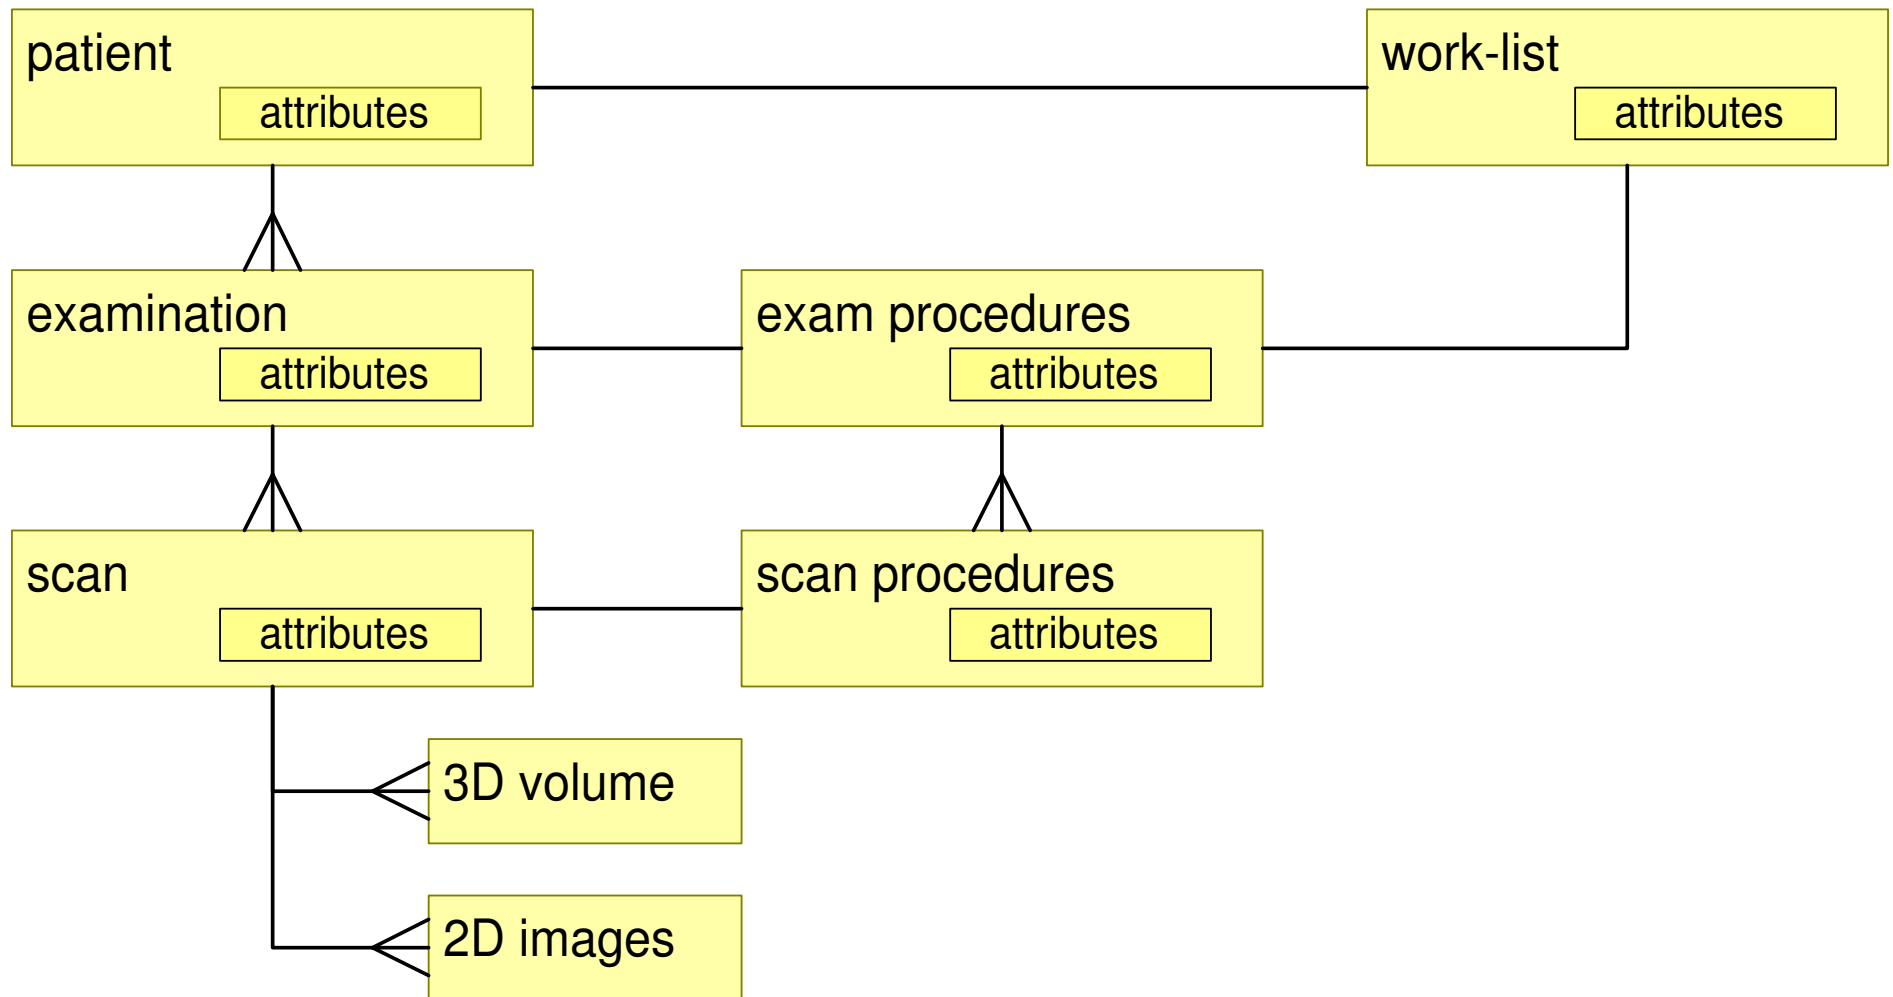 patient
attributes
work-list
attributes
examination
attributes
exam procedures
attributes
scan
attributes
scan procedures
attributes
3D volume
2D images